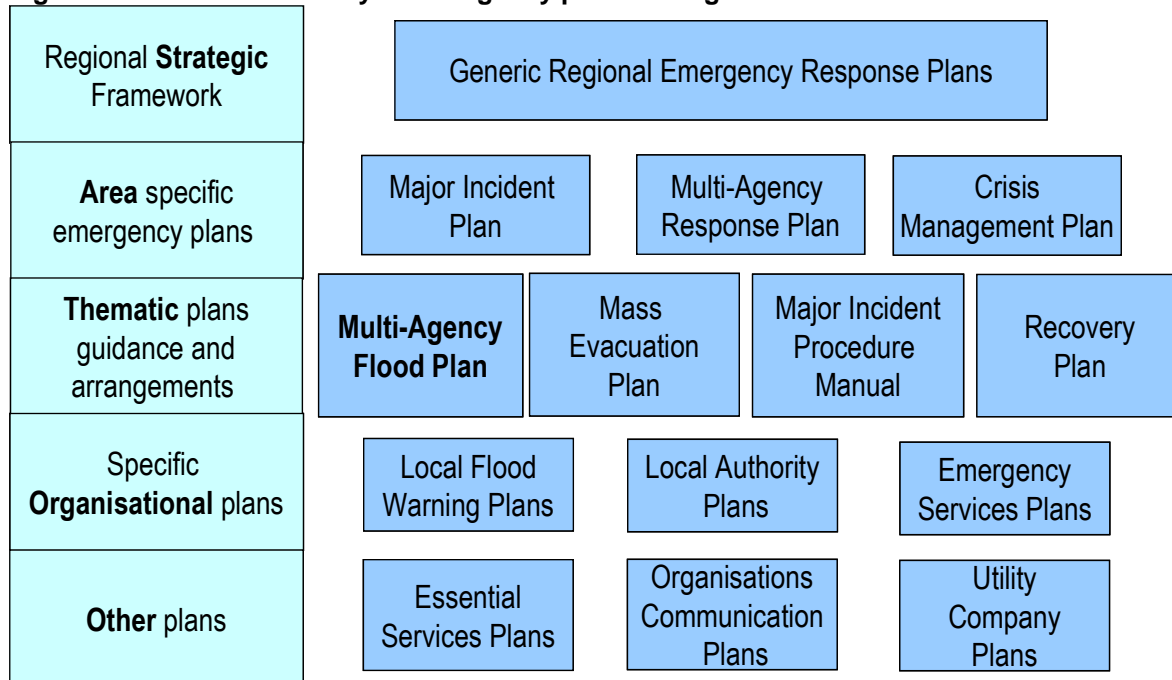 Regional Strategic
Framework
Generic Regional Emergency Response Plans
Area specific
emergency plans
Major Incident
Plan
Multi-Agency
Response Plan
Crisis
Management Plan
Thematic plans
guidance and
arrangements
Multi-Agency
Flood Plan
Mass
Evacuation
Plan
Major Incident
Procedure
Manual
Recovery
Plan
Specific
Organisational plans
Local Flood
Warning Plans
Local Authority
Plans
Emergency
Services Plans
Other plans
Essential
Services Plans
Organisations
Communication
Plans
Utility
Company
Plans